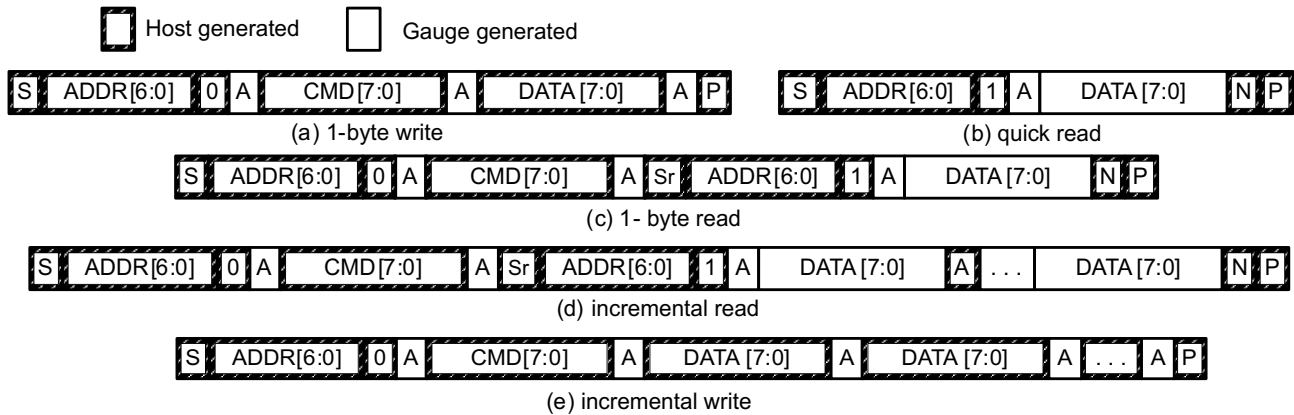 Host generated Gauge generated
S ADDR[6:0] 0 A CMD[7:0] A DATA[7:0] A P
(a) 1-byte write
S ADDR[6:0] 1 A DATA[7:0] N P
(b) quick read
S ADDR[6:0] 0 A CMD[7:0] A Sr ADDR[6:0] 1 A DATA[7:0] N P
(c) 1- byte read
S ADDR[6:0] 0 A CMD[7:0] A Sr ADDR[6:0] 1 A DATA[7:0] A . . . DATA[7:0] N P
(d) incremental read
S ADDR[6:0] 0 A CMD[7:0] A DATA[7:0] A DATA[7:0] A . . . A P
(e) incremental write